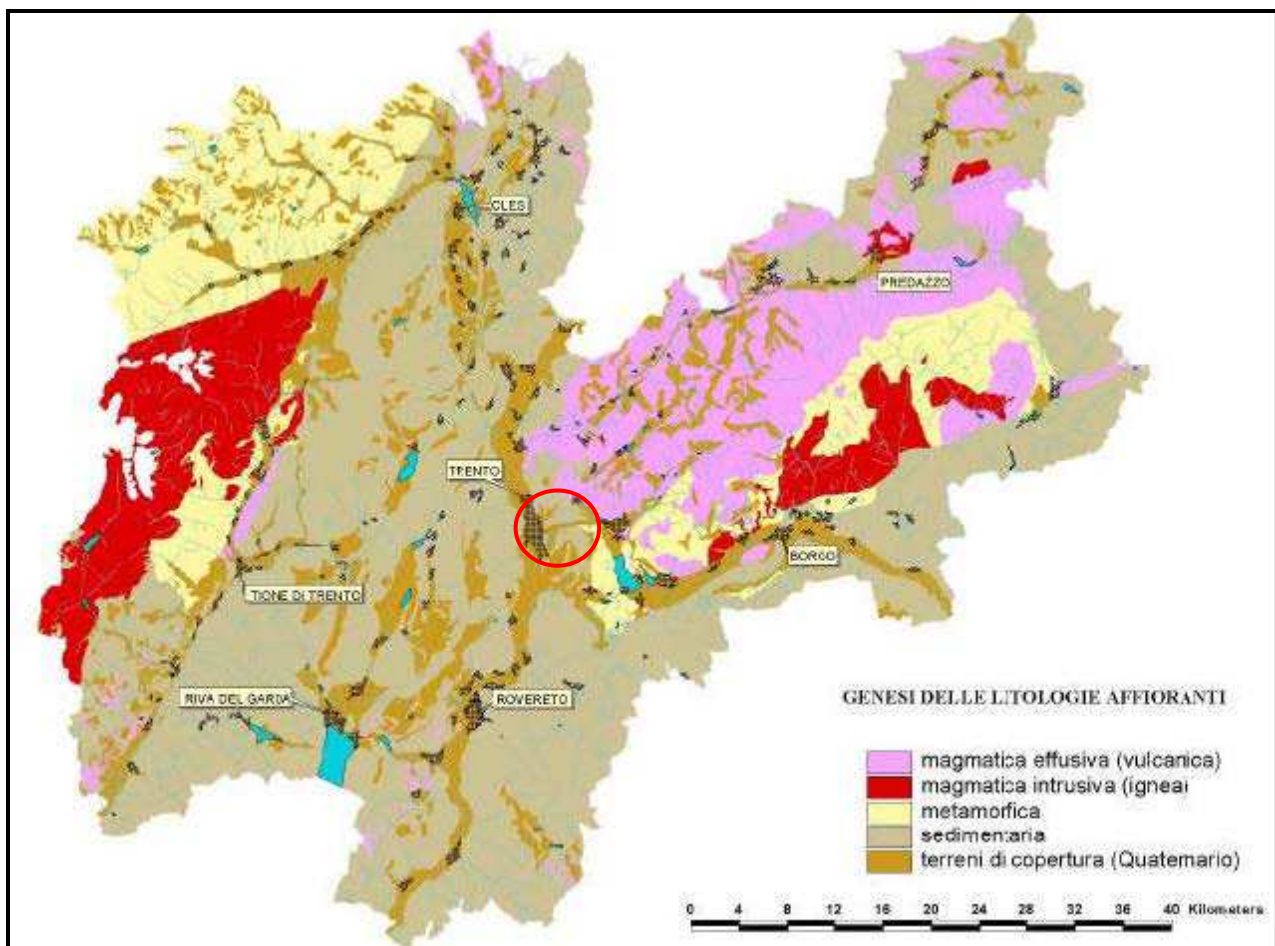 CLES
PREDAZZO
TRENTO
BORGO
TIONE DI TRENTO
RIVA DEL GARDA
ROVERETO
GENESI DELLE LITOLOGIE AFFIORANTI
magmatica effusiva (vulcanica)
magmatica intrusiva (igneai
metamorfica
sedimentaria
terreni di copertura (Quaternario)
0 4 8 12 16 20 24 28 32 36 40 Kilometers